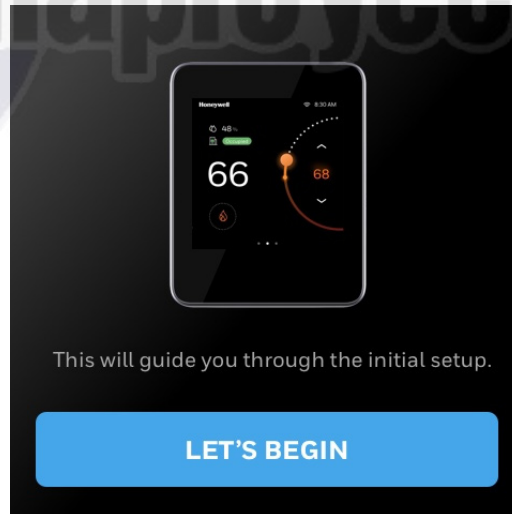 Honeywell 8:30 AM
48%
Occupied
66
68
This will guide you through the initial setup.
LET'S BEGIN